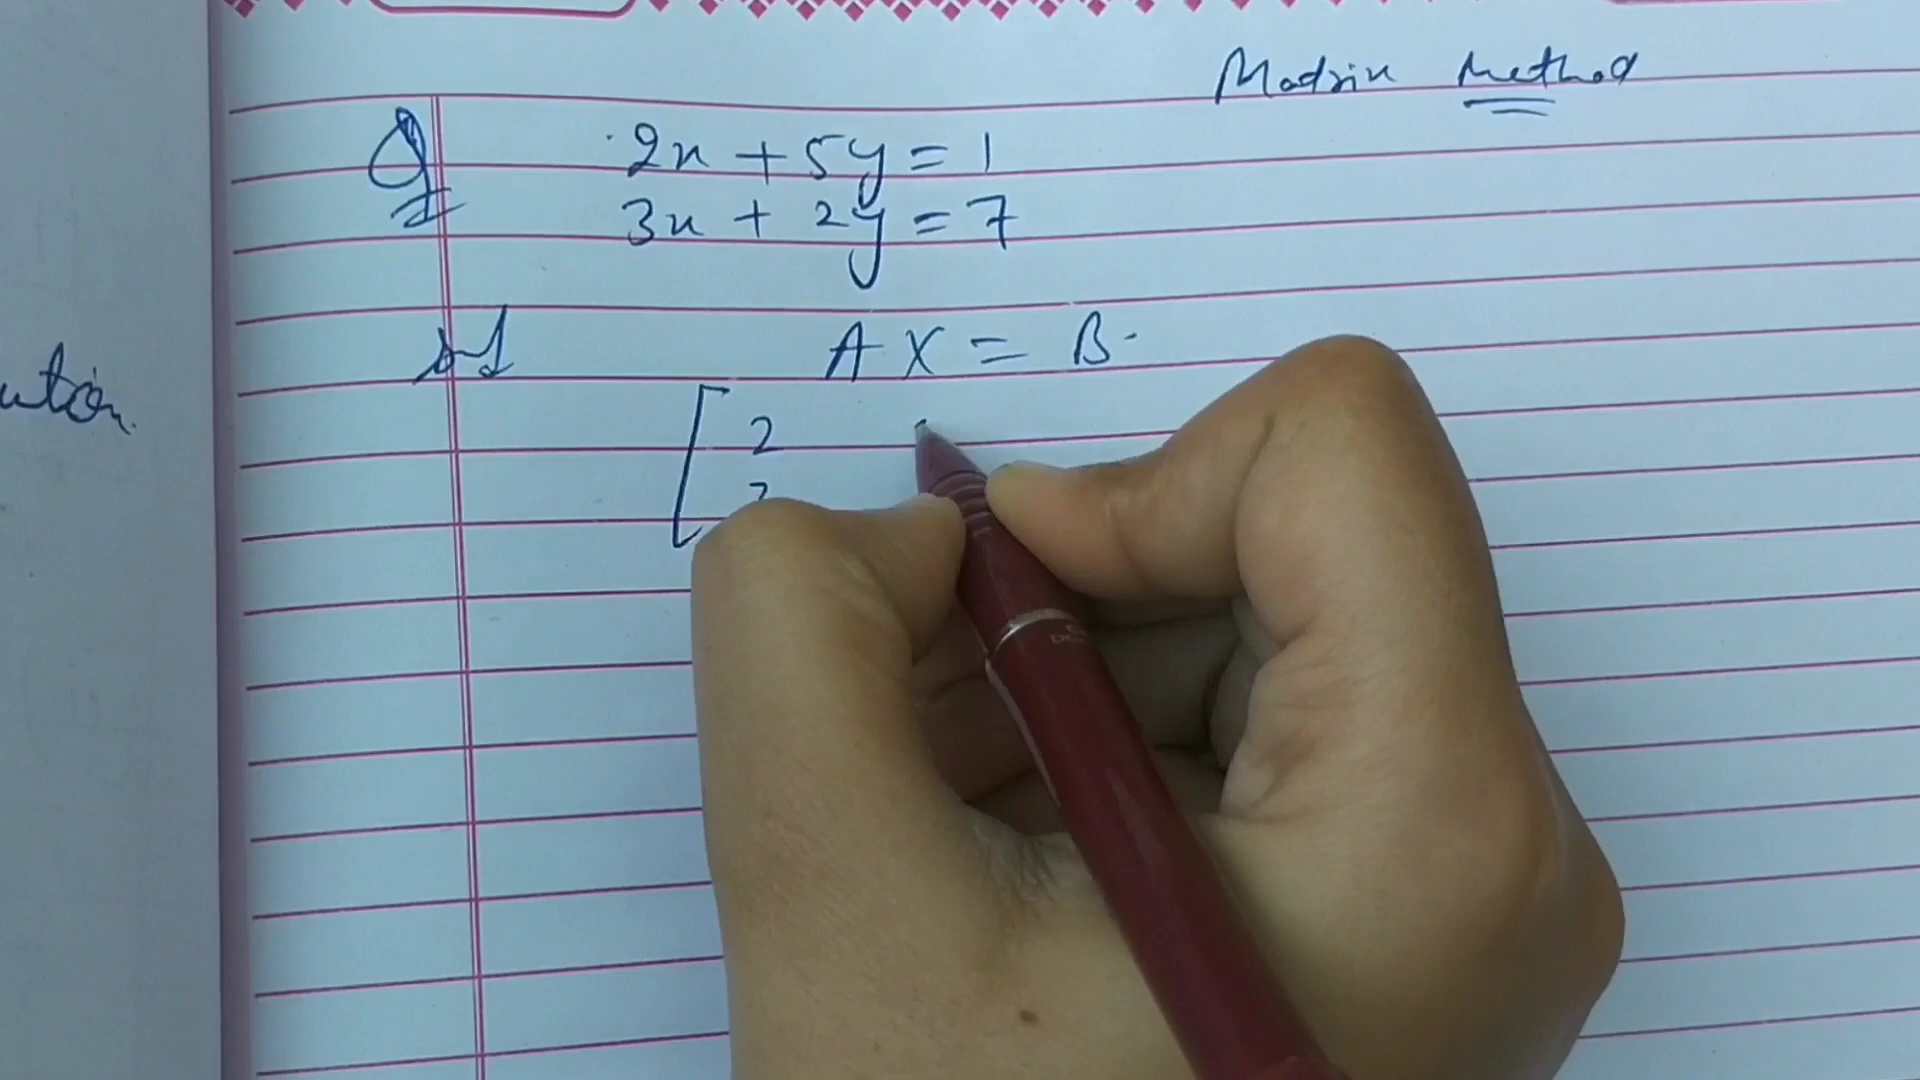 Matrix Method
Q 2x + 5y = 1
3x + 2y = 7
Sol AX = B.
[ 2